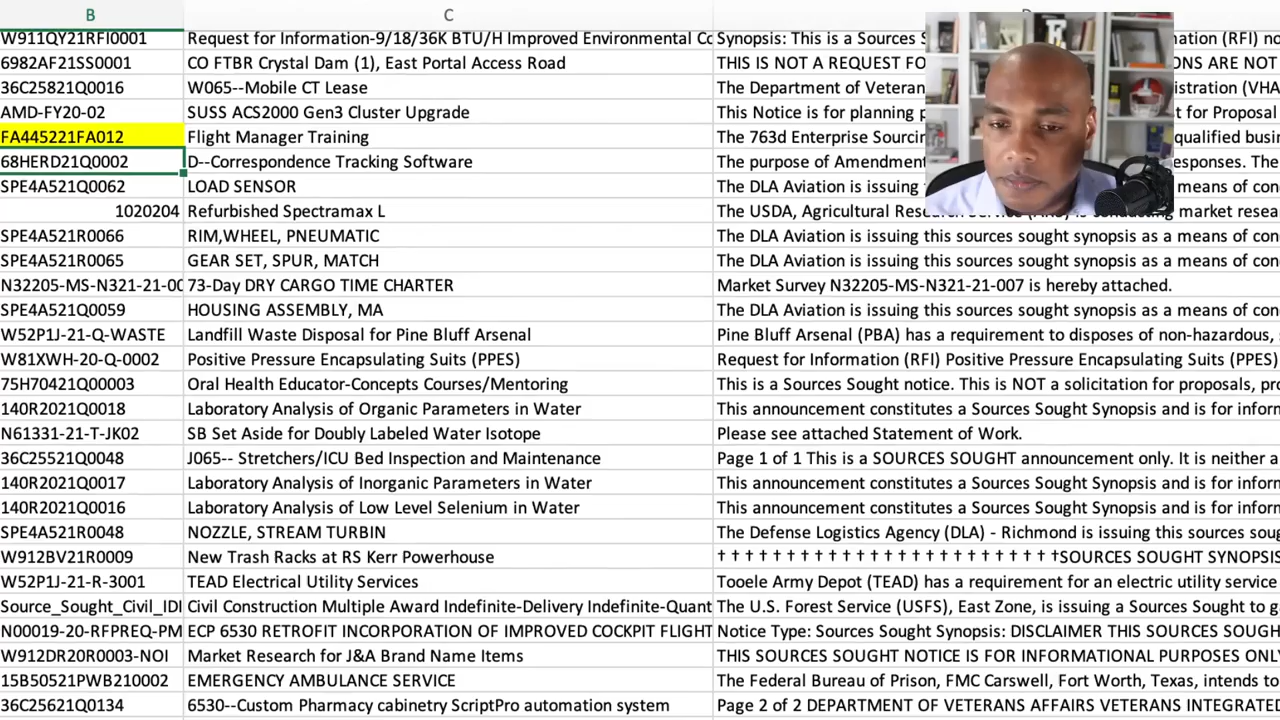 B C
W911QY21RFI0001 Request for Information-9/18/36K BTU/H Improved Environmental Co Synopsis: This is a Sources S ation (RFI) no
6982AF21SS0001 CO FTBR Crystal Dam (1), East Portal Access Road THIS IS NOT A REQUEST FO ONS ARE NOT
36C25821Q0016 W065--Mobile CT Lease The Department of Veteran istration (VHA
AMD-FY20-02 SUSS ACS2000 Gen3 Cluster Upgrade This Notice is for planning p t for Proposal
FA445221FA012 Flight Manager Training The 763d Enterprise Sourcin qualified busi
68HERD21Q0002 D--Correspondence Tracking Software The purpose of Amendment esponses. The
SPE4A521Q0062 LOAD SENSOR The DLA Aviation is issuing means of con
1020204 Refurbished Spectramax L The USDA, Agricultural Research market resea
SPE4A521R0066 RIM,WHEEL, PNEUMATIC The DLA Aviation is issuing this sources sought synopsis as a means of con
SPE4A521R0065 GEAR SET, SPUR, MATCH The DLA Aviation is issuing this sources sought synopsis as a means of con
N32205-MS-N321-21-00 73-Day DRY CARGO TIME CHARTER Market Survey N32205-MS-N321-21-007 is hereby attached.
SPE4A521Q0059 HOUSING ASSEMBLY, MA The DLA Aviation is issuing this sources sought synopsis as a means of con
W52P1J-21-Q-WASTE Landfill Waste Disposal for Pine Bluff Arsenal Pine Bluff Arsenal (PBA) has a requirement to disposes of non-hazardous,
W81XWH-20-Q-0002 Positive Pressure Encapsulating Suits (PPES) Request for Information (RFI) Positive Pressure Encapsulating Suits (PPES)
75H70421Q00003 Oral Health Educator-Concepts Courses/Mentoring This is a Sources Sought notice. This is NOT a solicitation for proposals, pro
140R2021Q0018 Laboratory Analysis of Organic Parameters in Water This announcement constitutes a Sources Sought Synopsis and is for inforn
N61331-21-T-JK02 SB Set Aside for Doubly Labeled Water Isotope Please see attached Statement of Work.
36C25521Q0048 J065-- Stretchers/ICU Bed Inspection and Maintenance Page 1 of 1 This is a SOURCES SOUGHT announcement only. It is neither a
140R2021Q0017 Laboratory Analysis of Inorganic Parameters in Water This announcement constitutes a Sources Sought Synopsis and is for inforn
140R2021Q0016 Laboratory Analysis of Low Level Selenium in Water This announcement constitutes a Sources Sought Synopsis and is for inforn
SPE4A521R0048 NOZZLE, STREAM TURBIN The Defense Logistics Agency (DLA) - Richmond is issuing this sources soug
W912BV21R0009 New Trash Racks at RS Kerr Powerhouse † † † † † † † † † † † † † † † † † † † † † † † † †SOURCES SOUGHT SYNOPSIS
W52P1J-21-R-3001 TEAD Electrical Utility Services Tooele Army Depot (TEAD) has a requirement for an electric utility service
Source_Sought_Civil_IDI Civil Construction Multiple Award Indefinite-Delivery Indefinite-Quant The U.S. Forest Service (USFS), East Zone, is issuing a Sources Sought to g
N00019-20-RFPREQ-PM ECP 6530 RETROFIT INCORPORATION OF IMPROVED COCKPIT FLIGHT Notice Type: Sources Sought Synopsis: DISCLAIMER THIS SOURCES SOUGH
W912DR20R0003-NOI Market Research for J&A Brand Name Items THIS SOURCES SOUGHT NOTICE IS FOR INFORMATIONAL PURPOSES ONLY
15B50521PWB210002 EMERGENCY AMBULANCE SERVICE The Federal Bureau of Prison, FMC Carswell, Fort Worth, Texas, intends to
36C25621Q0134 6530--Custom Pharmacy cabinetry ScriptPro automation system Page 2 of 2 DEPARTMENT OF VETERANS AFFAIRS VETERANS INTEGRATED